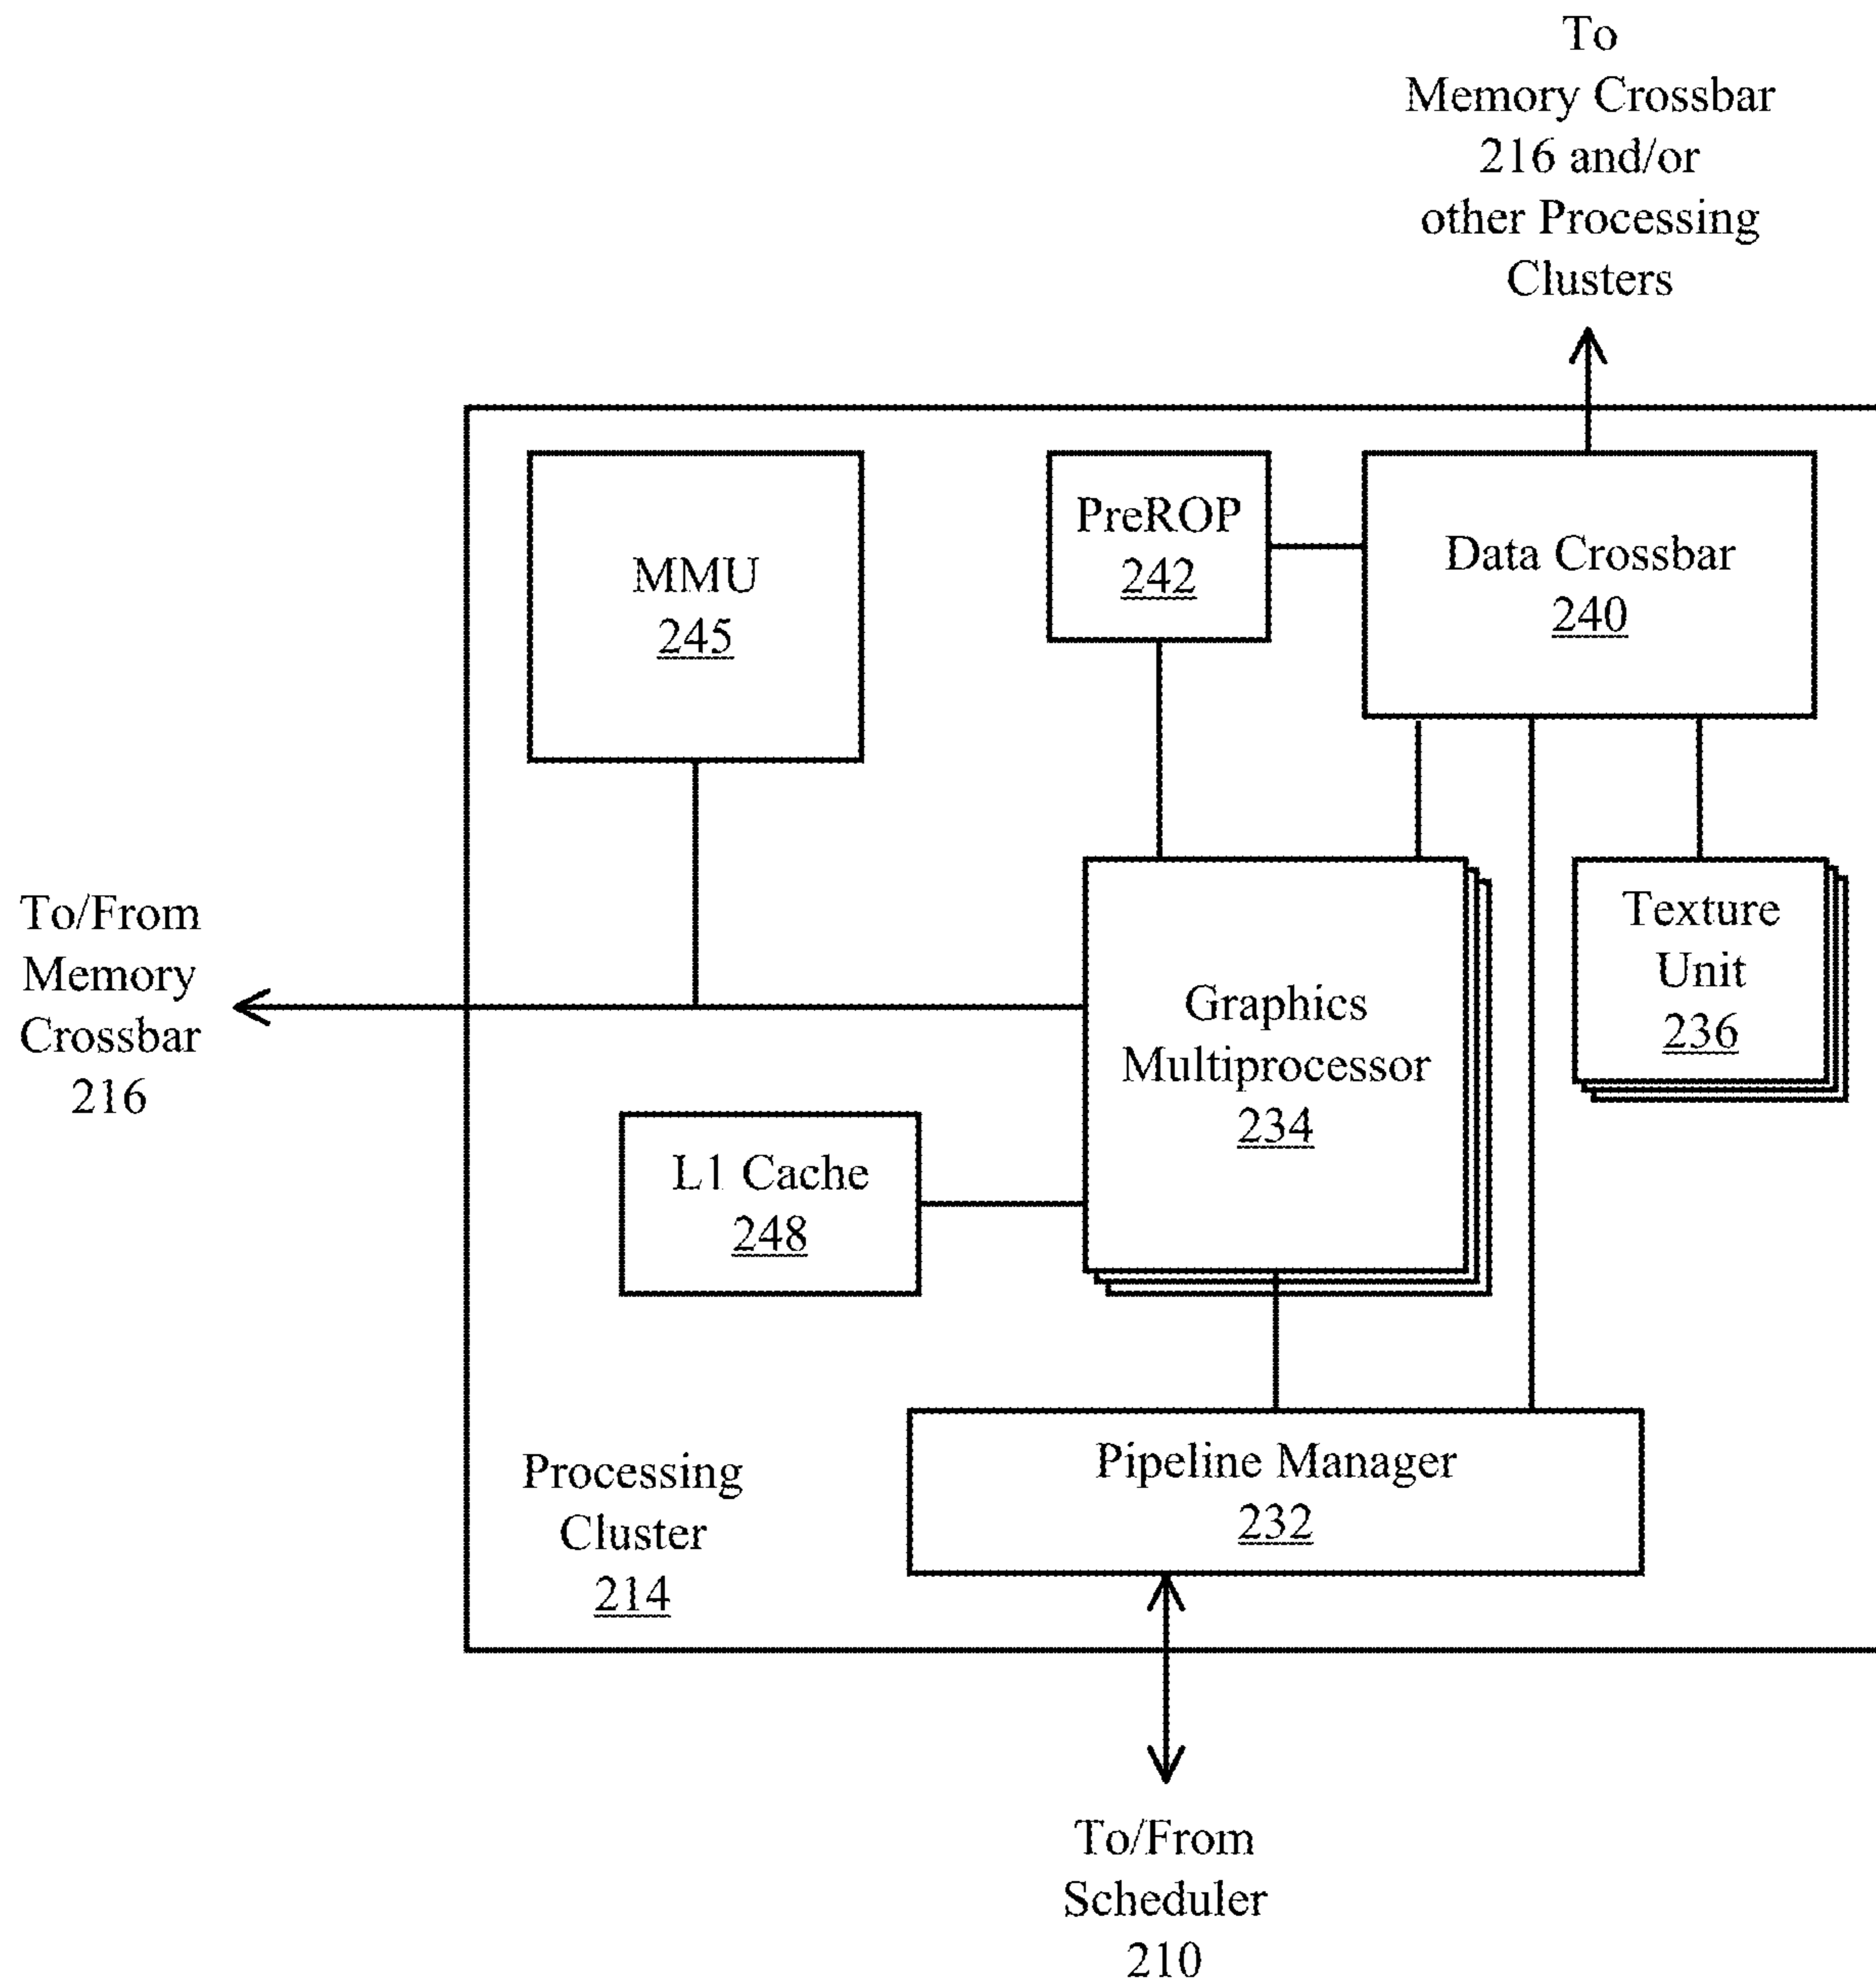 To
Memory Crossbar
216 and/or
other Processing
Clusters
MMU
245
PreROP
242
Data Crossbar
240
To/From
Memory
Crossbar
216
Graphics
Multiprocessor
234
Texture
Unit
236
L1 Cache
248
Processing
Cluster
214
Pipeline Manager
232
To/From
Scheduler
210